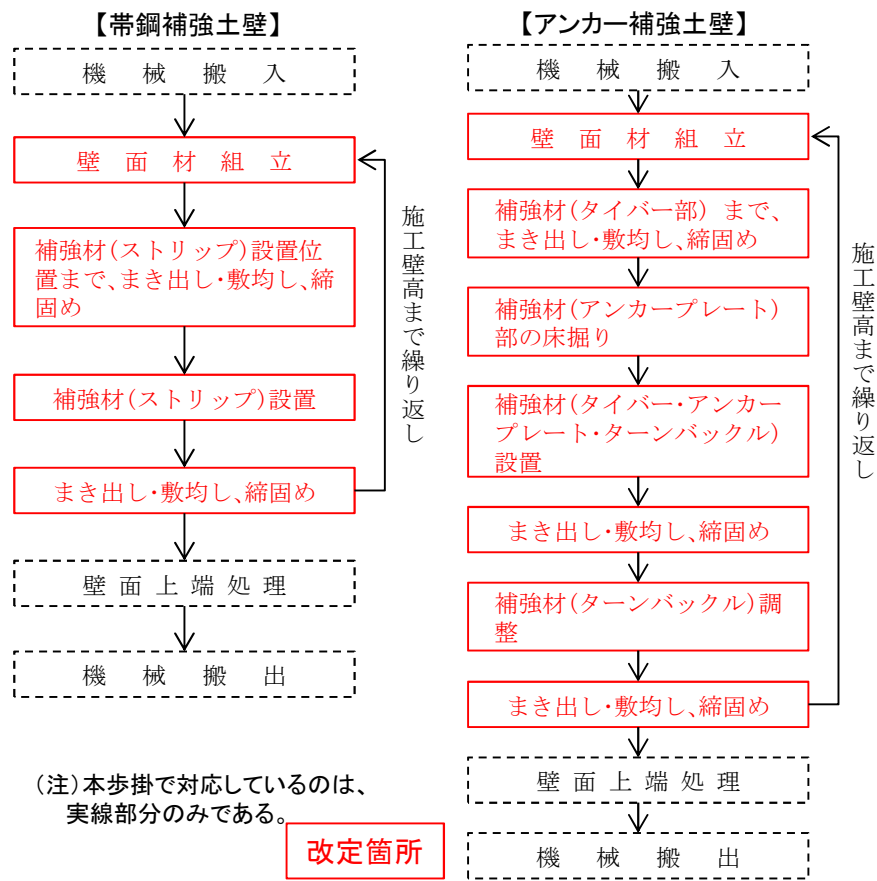 【帯鋼補強土壁】
機械搬入
壁面材組立
補強材(ストリップ)設置位
置まで、まき出し・敷均し、締
固め
補強材(ストリップ)設置
まき出し・敷均し、締固め
施工壁高まで繰り返し
壁面上端処理
機械搬出
(注)本歩掛で対応しているのは、
実線部分のみである。
改定箇所
【アンカー補強土壁】
機械搬入
壁面材組立
補強材(タイバー部) まで、
まき出し・敷均し、締固め
補強材(アンカープレート)
部の床掘り
補強材(タイバー・アンカー
プレート・ターンバックル)
設置
まき出し・敷均し、締固め
補強材(ターンバックル)調
整
まき出し・敷均し、締固め
施工壁高まで繰り返し
壁面上端処理
機械搬出